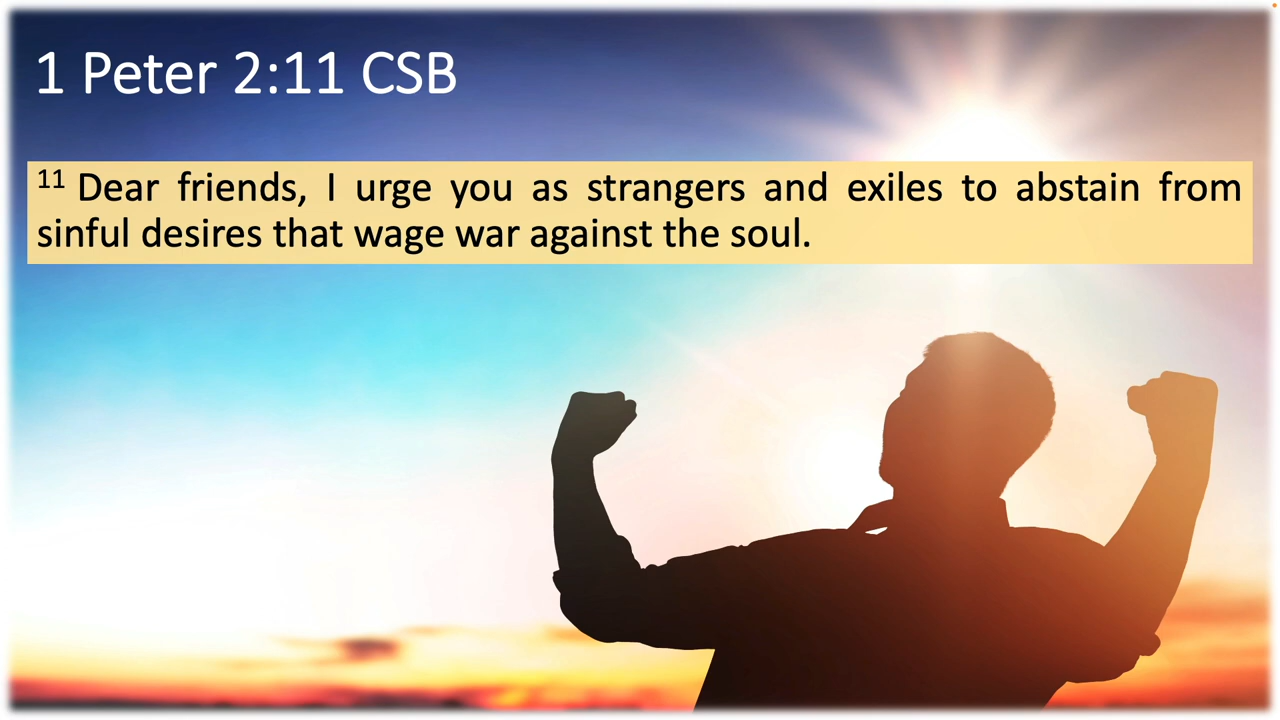 1 Peter 2:11 CSB
11 Dear friends, I urge you as strangers and exiles to abstain from
sinful desires that wage war against the soul.